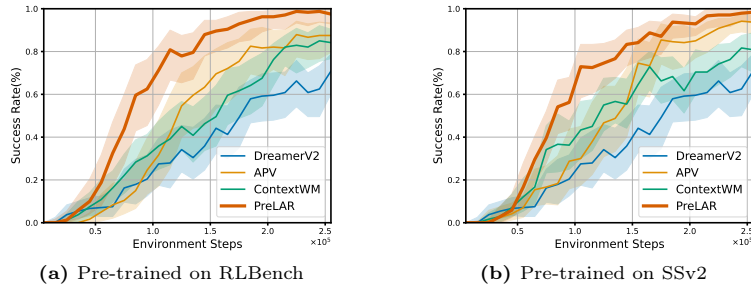 1.0
0.8
0.6
0.4
0.2
0.0
Success Rate(%)
DreamerV2
APV
ContextWM
PreLAR
0.5 1.0 1.5 2.0 2.5
×10⁵
Environment Steps
(a) Pre-trained on RLBench
1.0
0.8
0.6
0.4
0.2
0.0
Success Rate(%)
DreamerV2
APV
ContextWM
PreLAR
0.5 1.0 1.5 2.0 2.5
×10⁵
Environment Steps
(b) Pre-trained on SSv2